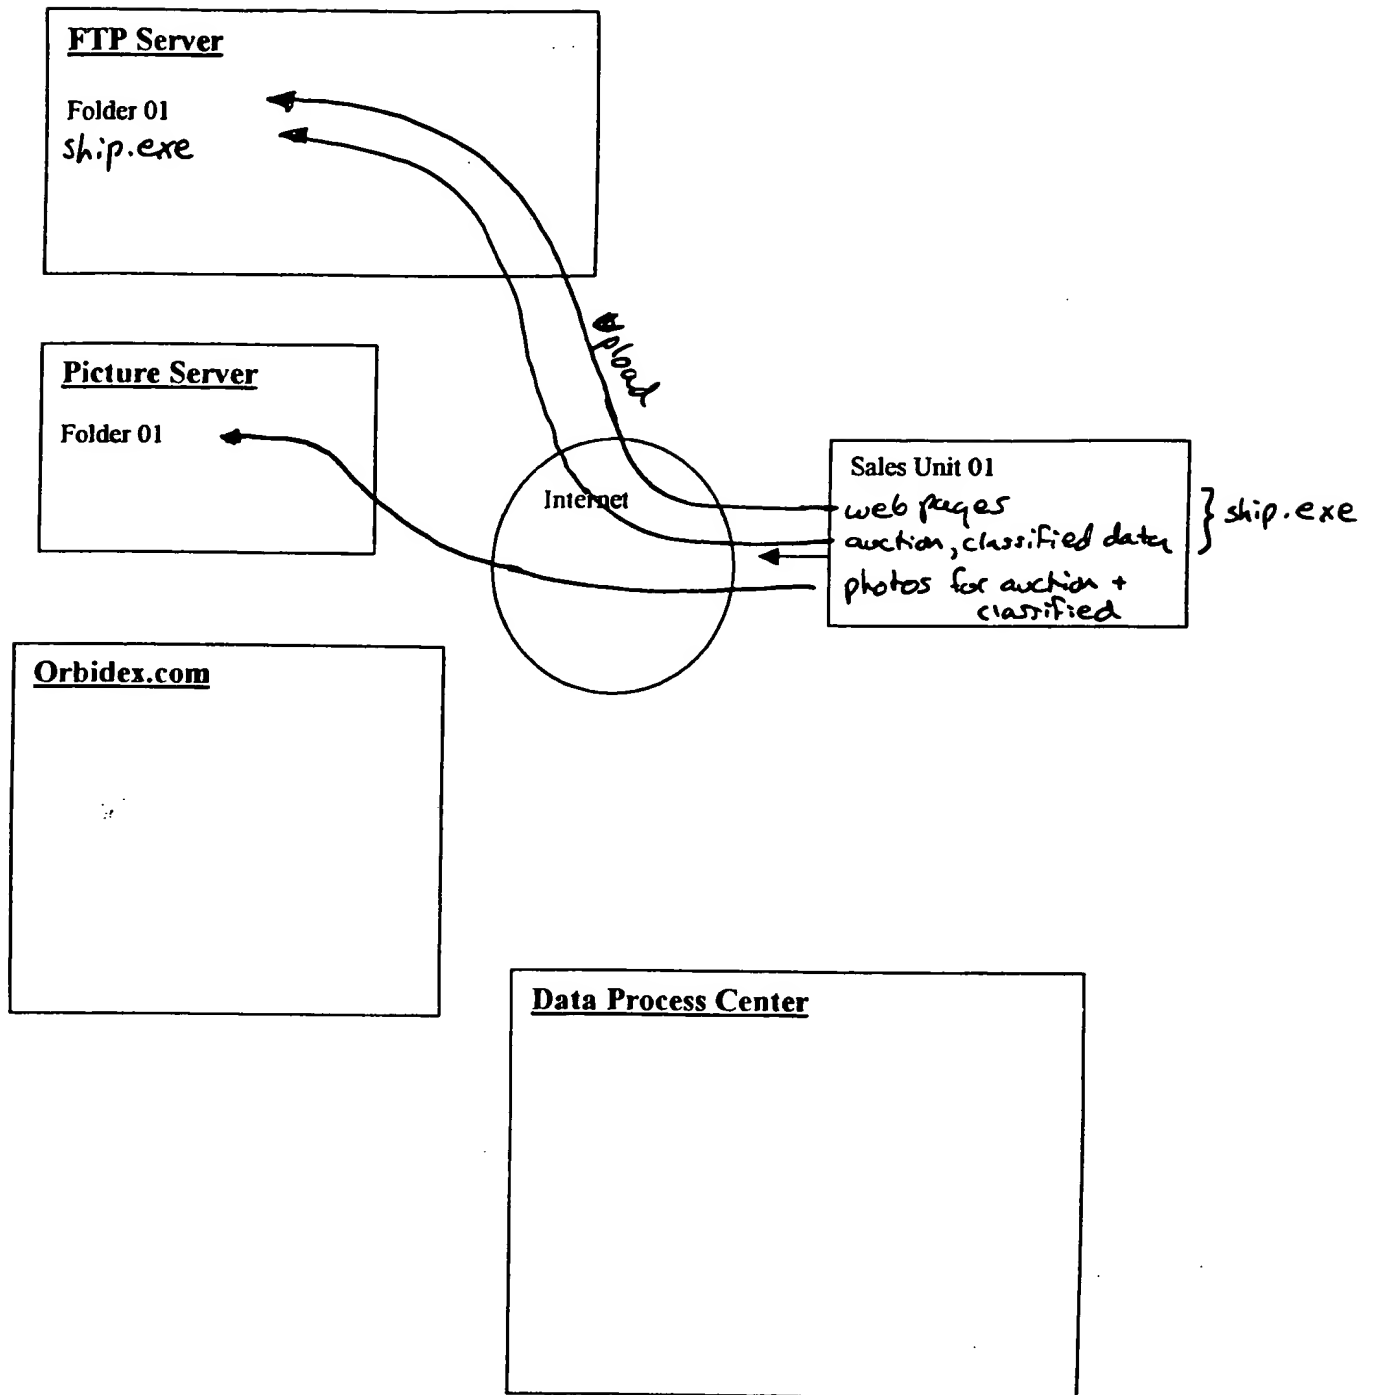 FTP Server
Folder 01
ship.exe
upload
Picture Server
Folder 01
Internet
Sales Unit 01
web pages
auction, classified data
} ship.exe
photos for auction +
classified
Orbidex.com
Data Process Center